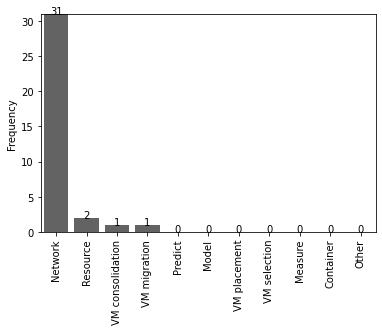 31
30
25
20
15
10
5
0
Frequency
2
1
1
0
0
0
0
0
0
0
Network
Resource
VM consolidation
VM migration
Predict
Model
VM placement
VM selection
Measure
Container
Other